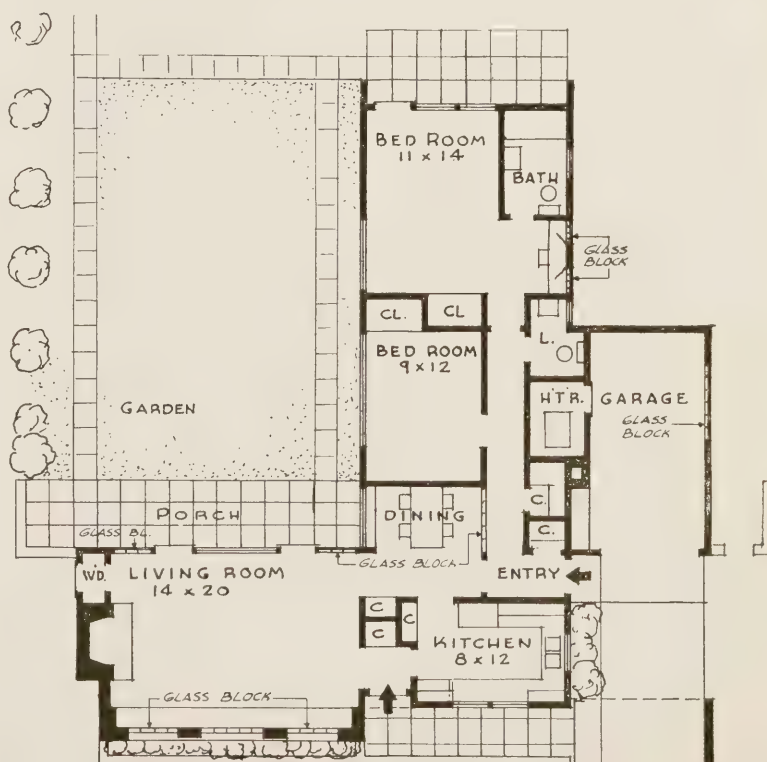 BED ROOM
11 x 14
BATH
GLASS
BLOCK
CL.
CL
L.
BED ROOM
9 x 12
HTR.
GARAGE
GLASS
BLOCK
GARDEN
C.
PORCH
DINING
C.
GLASS BL.
GLASS BLOCK
WD.
LIVING ROOM
14 x 20
ENTRY
C
C
C
KITCHEN
8 x 12
GLASS BLOCK